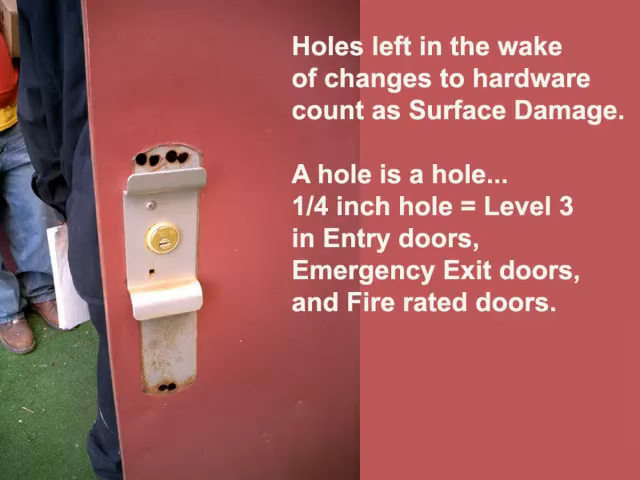 Holes left in the wake
of changes to hardware
count as Surface Damage.
A hole is a hole...
1/4 inch hole = Level 3
in Entry doors,
Emergency Exit doors,
and Fire rated doors.